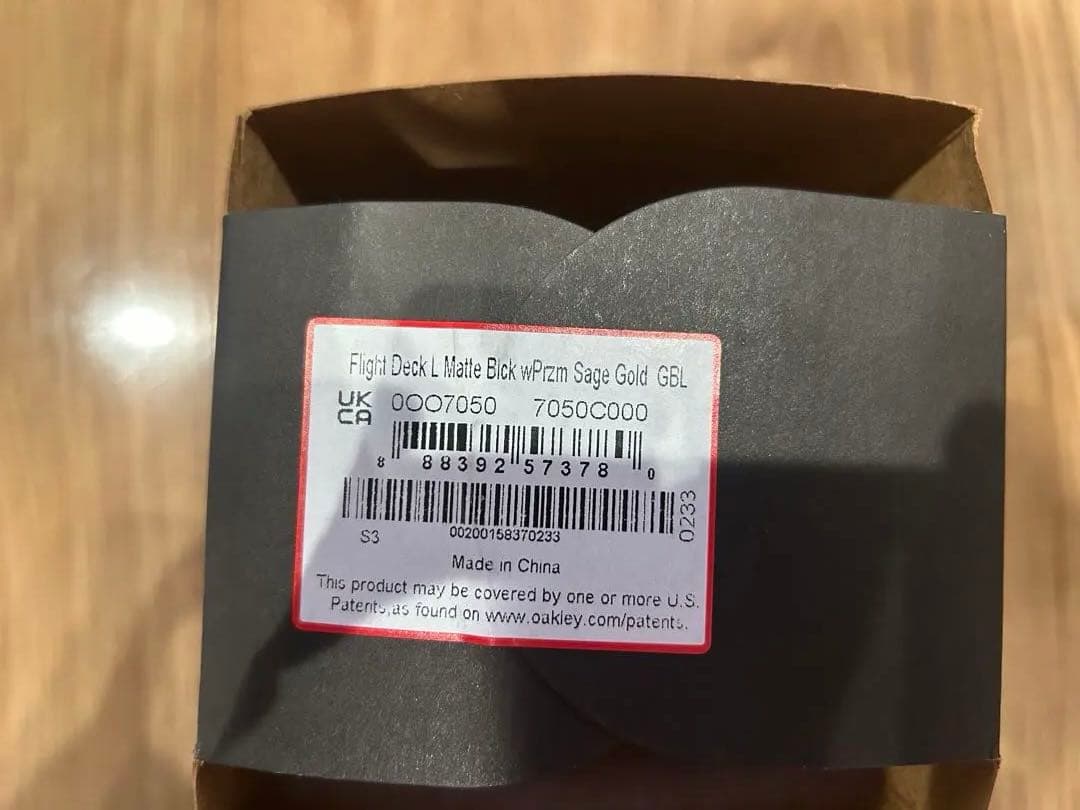 Flight Deck L Matte Blck wPrzm Sage Gold GBL
UK
CA
0OO7050 7050C000
8 88392 57378 0
0233
S3 00200158370233
Made in China
This product may be covered by one or more U.S.
Patents,as found on www.oakley.com/patents.